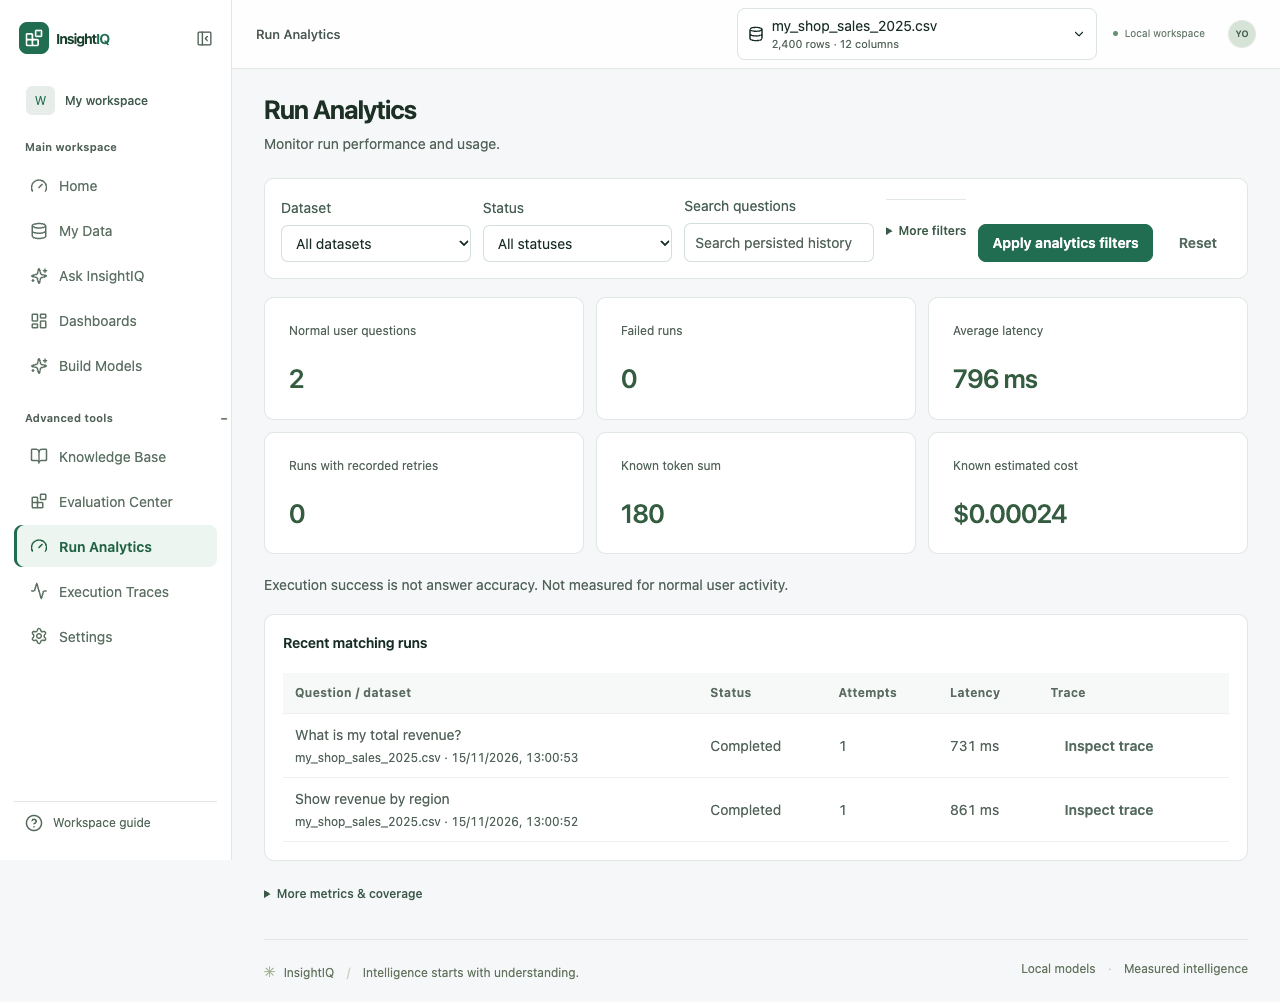 InsightIQ
W
My workspace
Main workspace
Home
My Data
Ask InsightIQ
Dashboards
Build Models
Advanced tools
Knowledge Base
Evaluation Center
Run Analytics
Execution Traces
Settings
Workspace guide
Run Analytics
my_shop_sales_2025.csv
2,400 rows · 12 columns
Local workspace
YO
Run Analytics
Monitor run performance and usage.
Dataset
All datasets
Status
All statuses
Search questions
Search persisted history
More filters
Apply analytics filters
Reset
Normal user questions
2
Failed runs
0
Average latency
796 ms
Runs with recorded retries
0
Known token sum
180
Known estimated cost
$0.00024
Execution success is not answer accuracy. Not measured for normal user activity.
Recent matching runs
Question / dataset Status Attempts Latency Trace
What is my total revenue?
my_shop_sales_2025.csv · 15/11/2026, 13:00:53
Completed 1 731 ms Inspect trace
Show revenue by region
my_shop_sales_2025.csv · 15/11/2026, 13:00:52
Completed 1 861 ms Inspect trace
More metrics & coverage
InsightIQ / Intelligence starts with understanding.
Local models · Measured intelligence